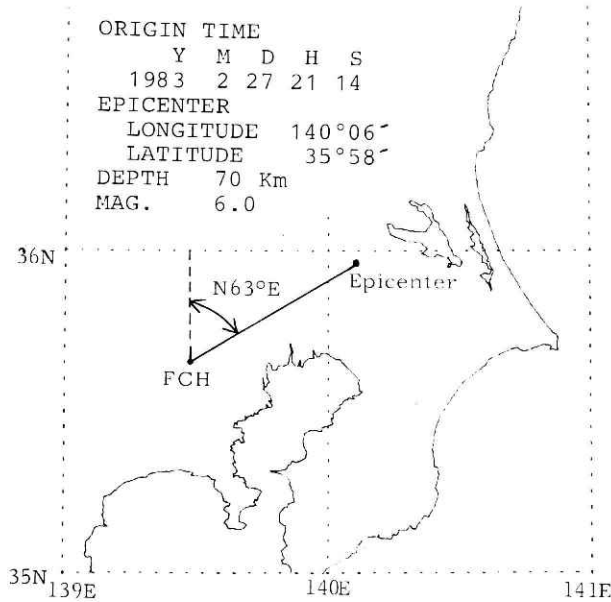 ORIGIN TIME
Y M D H S
1983 2 27 21 14
EPICENTER
LONGITUDE 140°06′
LATITUDE 35°58′
DEPTH 70 Km
MAG. 6.0
36N
N63°E
Epicenter
FCH
35N
139E 140E 141E